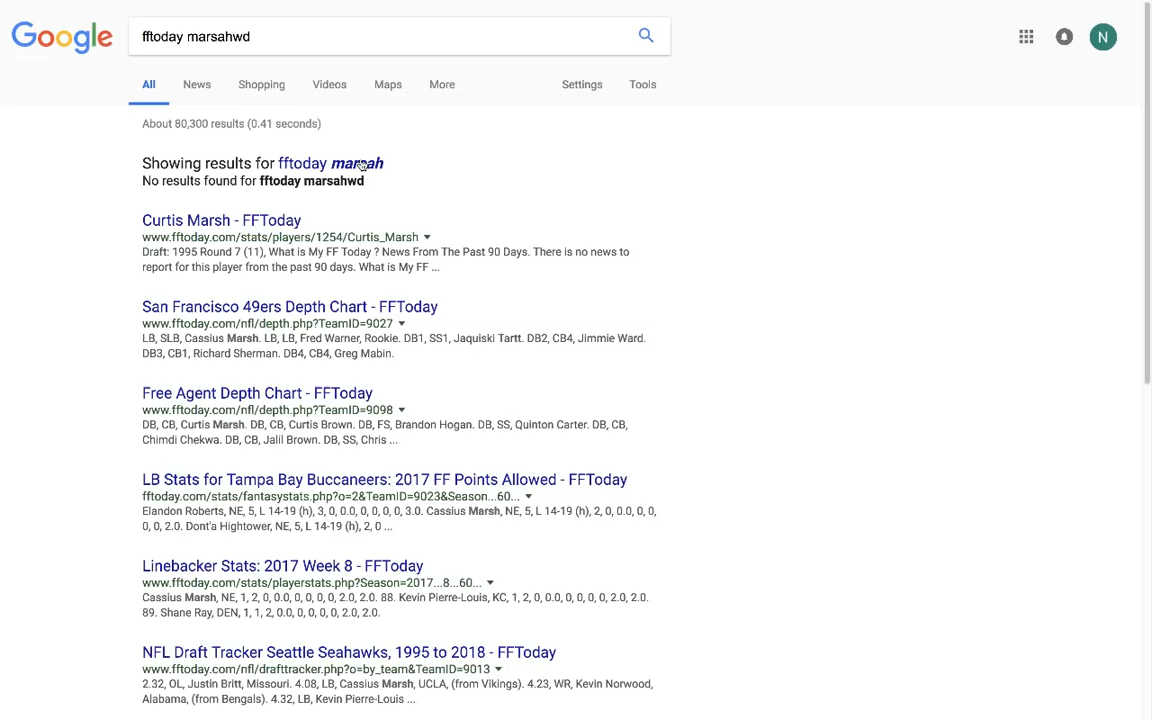 Google
fftoday marsahwd
N
All News Shopping Videos Maps More Settings Tools
About 80,300 results (0.41 seconds)
Showing results for fftoday marsah
No results found for fftoday marsahwd
Curtis Marsh - FFToday
www.fftoday.com/stats/players/1254/Curtis_Marsh
Draft: 1995 Round 7 (11), What is My FF Today ? News From The Past 90 Days. There is no news to
report for this player from the past 90 days. What is My FF ...
San Francisco 49ers Depth Chart - FFToday
www.fftoday.com/nfl/depth.php?TeamID=9027
LB, SLB, Cassius Marsh. LB, LB, Fred Warner, Rookie. DB1, SS1, Jaquiski Tartt. DB2, CB4, Jimmie Ward.
DB3, CB1, Richard Sherman. DB4, CB4, Greg Mabin.
Free Agent Depth Chart - FFToday
www.fftoday.com/nfl/depth.php?TeamID=9098
DB, CB, Curtis Marsh. DB, CB, Curtis Brown. DB, FS, Brandon Hogan. DB, SS, Quinton Carter. DB, CB,
Chimdi Chekwa. DB, CB, Jalil Brown. DB, SS, Chris ...
LB Stats for Tampa Bay Buccaneers: 2017 FF Points Allowed - FFToday
fftoday.com/stats/fantasystats.php?o=2&TeamID=9023&Season...60...
Elandon Roberts, NE, 5, L 14-19 (h), 3, 0, 0.0, 0, 0, 0, 0, 3.0. Cassius Marsh, NE, 5, L 14-19 (h), 2, 0, 0.0, 0, 0,
0, 0, 2.0. Dont'a Hightower, NE, 5, L 14-19 (h), 2, 0 ...
Linebacker Stats: 2017 Week 8 - FFToday
www.fftoday.com/stats/playerstats.php?Season=2017...8...60...
Cassius Marsh, NE, 1, 2, 0, 0.0, 0, 0, 0, 0, 2.0, 2.0. 88. Kevin Pierre-Louis, KC, 1, 2, 0, 0.0, 0, 0, 0, 0, 2.0, 2.0.
89. Shane Ray, DEN, 1, 1, 2, 0.0, 0, 0, 0, 0, 2.0, 2.0.
NFL Draft Tracker Seattle Seahawks, 1995 to 2018 - FFToday
www.fftoday.com/nfl/drafttracker.php?o=by_team&TeamID=9013
2.32, OL, Justin Britt, Missouri. 4.08, LB, Cassius Marsh, UCLA, (from Vikings). 4.23, WR, Kevin Norwood,
Alabama, (from Bengals). 4.32, LB, Kevin Pierre-Louis ...